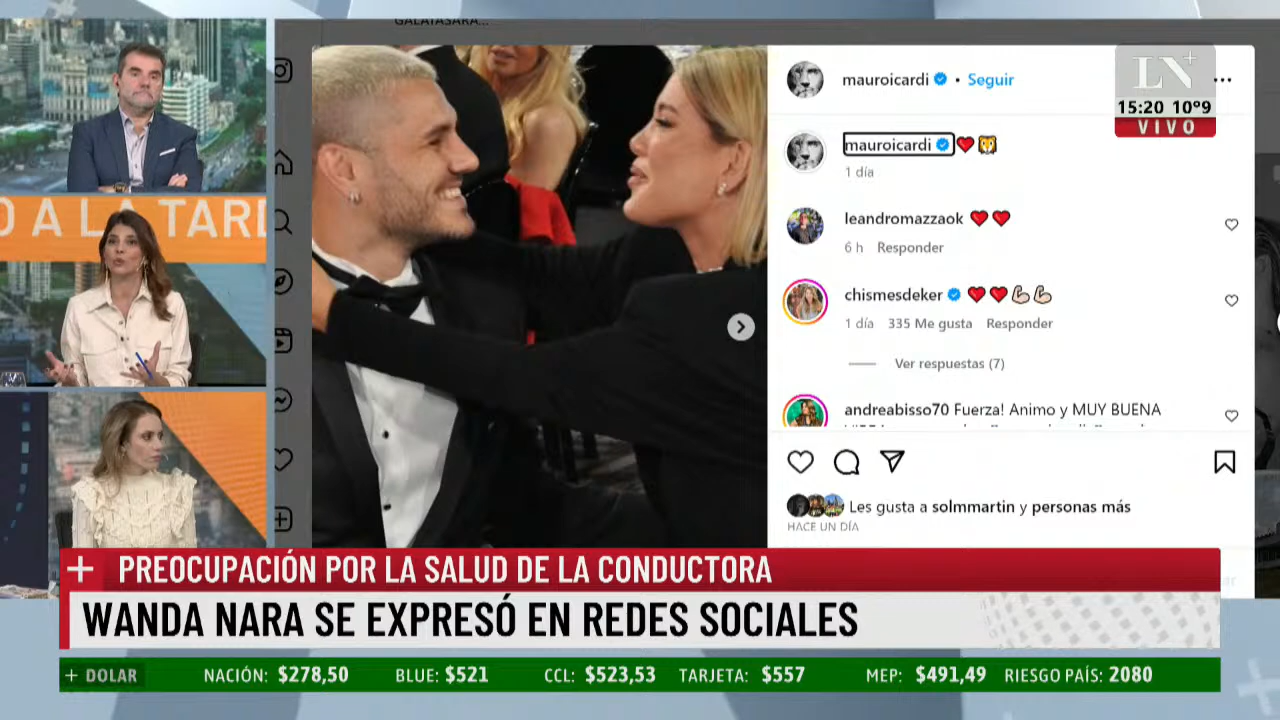 GALATASARA...
mauroicardi • Seguir
LN+
15:20 10°9
VIVO
mauroicardi
1 día
leandromazzaok
6 h Responder
chismesdeker
1 día 335 Me gusta Responder
Ver respuestas (7)
andreabisso70 Fuerza! Animo y MUY BUENA
Les gusta a solmmartin y personas más
HACE UN DÍA
O A LA TARD
+ PREOCUPACIÓN POR LA SALUD DE LA CONDUCTORA
WANDA NARA SE EXPRESÓ EN REDES SOCIALES
+ DOLAR NACIÓN: $278,50 BLUE: $521 CCL: $523,53 TARJETA: $557 MEP: $491,49 RIESGO PAÍS: 2080